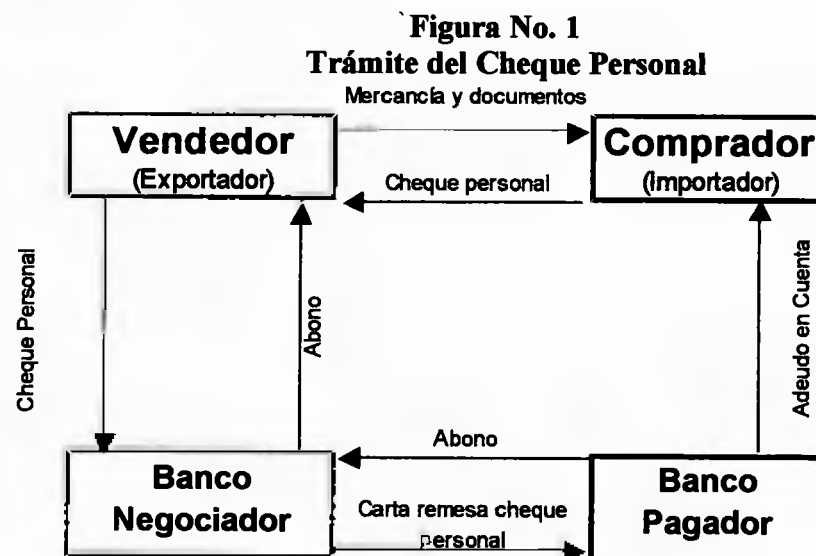 Figura No. 1
Trámite del Cheque Personal
Mercancía y documentos
Vendedor
(Exportador)
Comprador
(Importador)
Cheque personal
Cheque Personal
Abono
Adeudo en Cuenta
Abono
Banco
Negociador
Carta remesa cheque
personal
Banco
Pagador